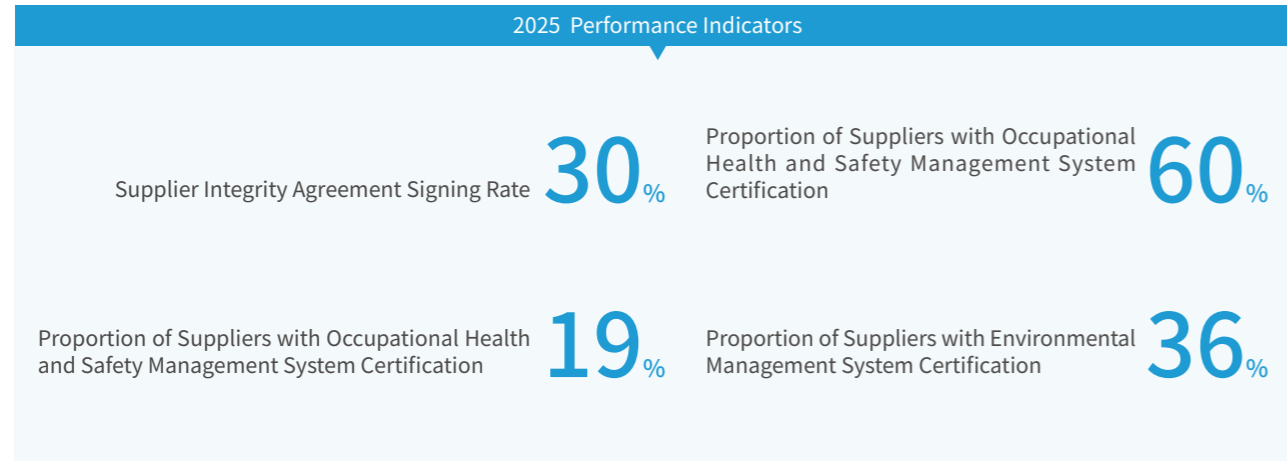 2025 Performance Indicators
Supplier Integrity Agreement Signing Rate 30%
Proportion of Suppliers with Occupational
Health and Safety Management System
Certification
60%
Proportion of Suppliers with Occupational Health
and Safety Management System Certification
19%
Proportion of Suppliers with Environmental
Management System Certification
36%